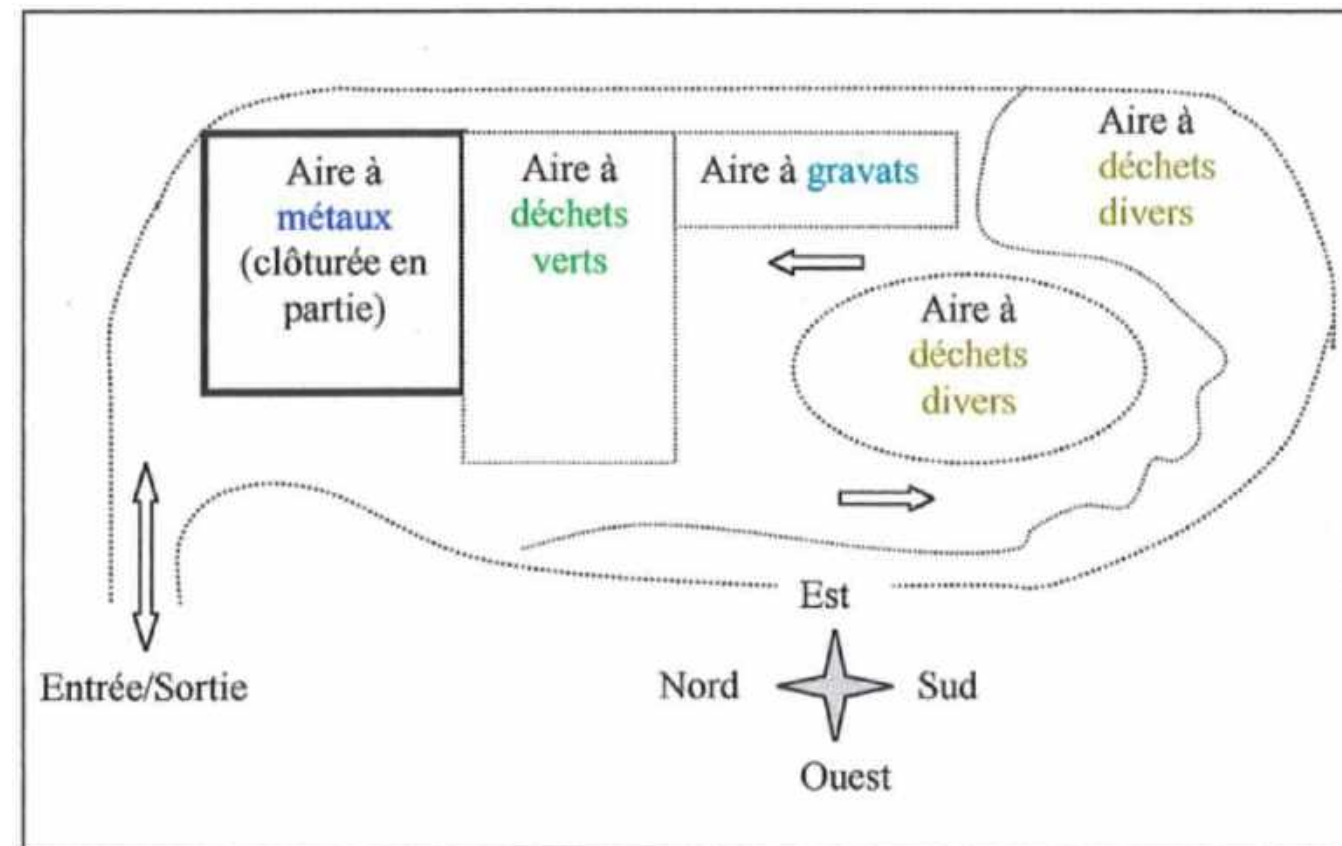 Aire à
métaux
(clôturée en
partie)
Aire à
déchets
verts
Aire à gravats
Aire à
déchets
divers
Aire à
déchets
divers
Entrée/Sortie
Est
Nord
Sud
Ouest